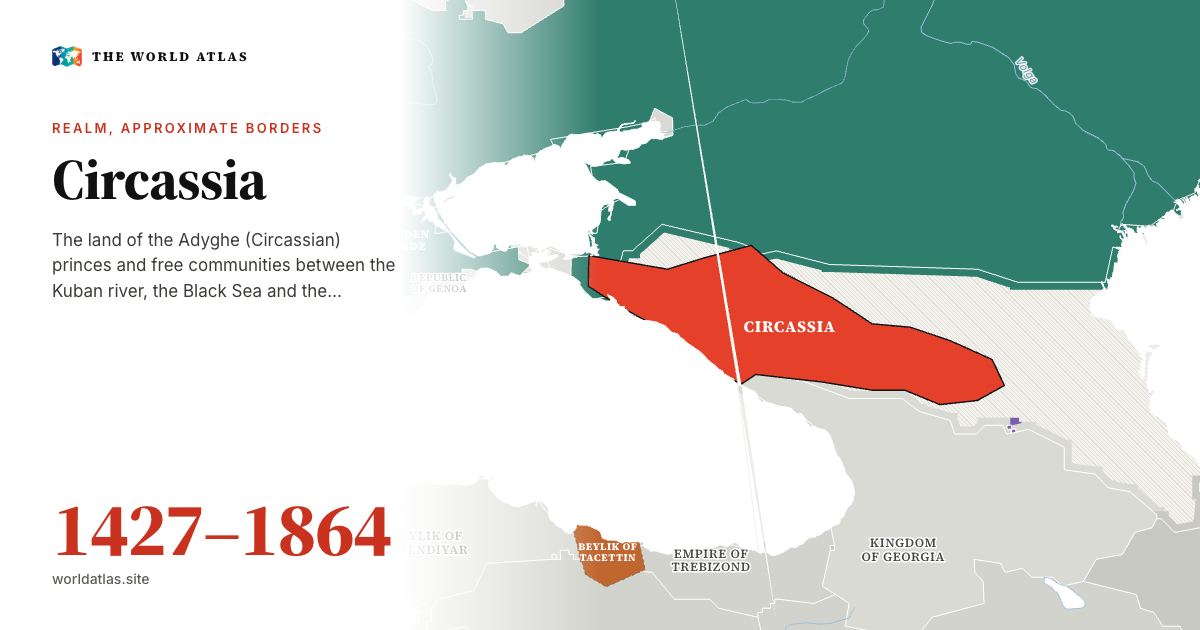 THE WORLD ATLAS
REALM, APPROXIMATE BORDERS
Circassia
The land of the Adyghe (Circassian)
princes and free communities between the
Kuban river, the Black Sea and the...
1427–1864
worldatlas.site
Volga
REPUBLIC
OF GENOA
CIRCASSIA
BEYLIK OF
TACETTIN
EMPIRE OF
TREBIZOND
KINGDOM
OF GEORGIA